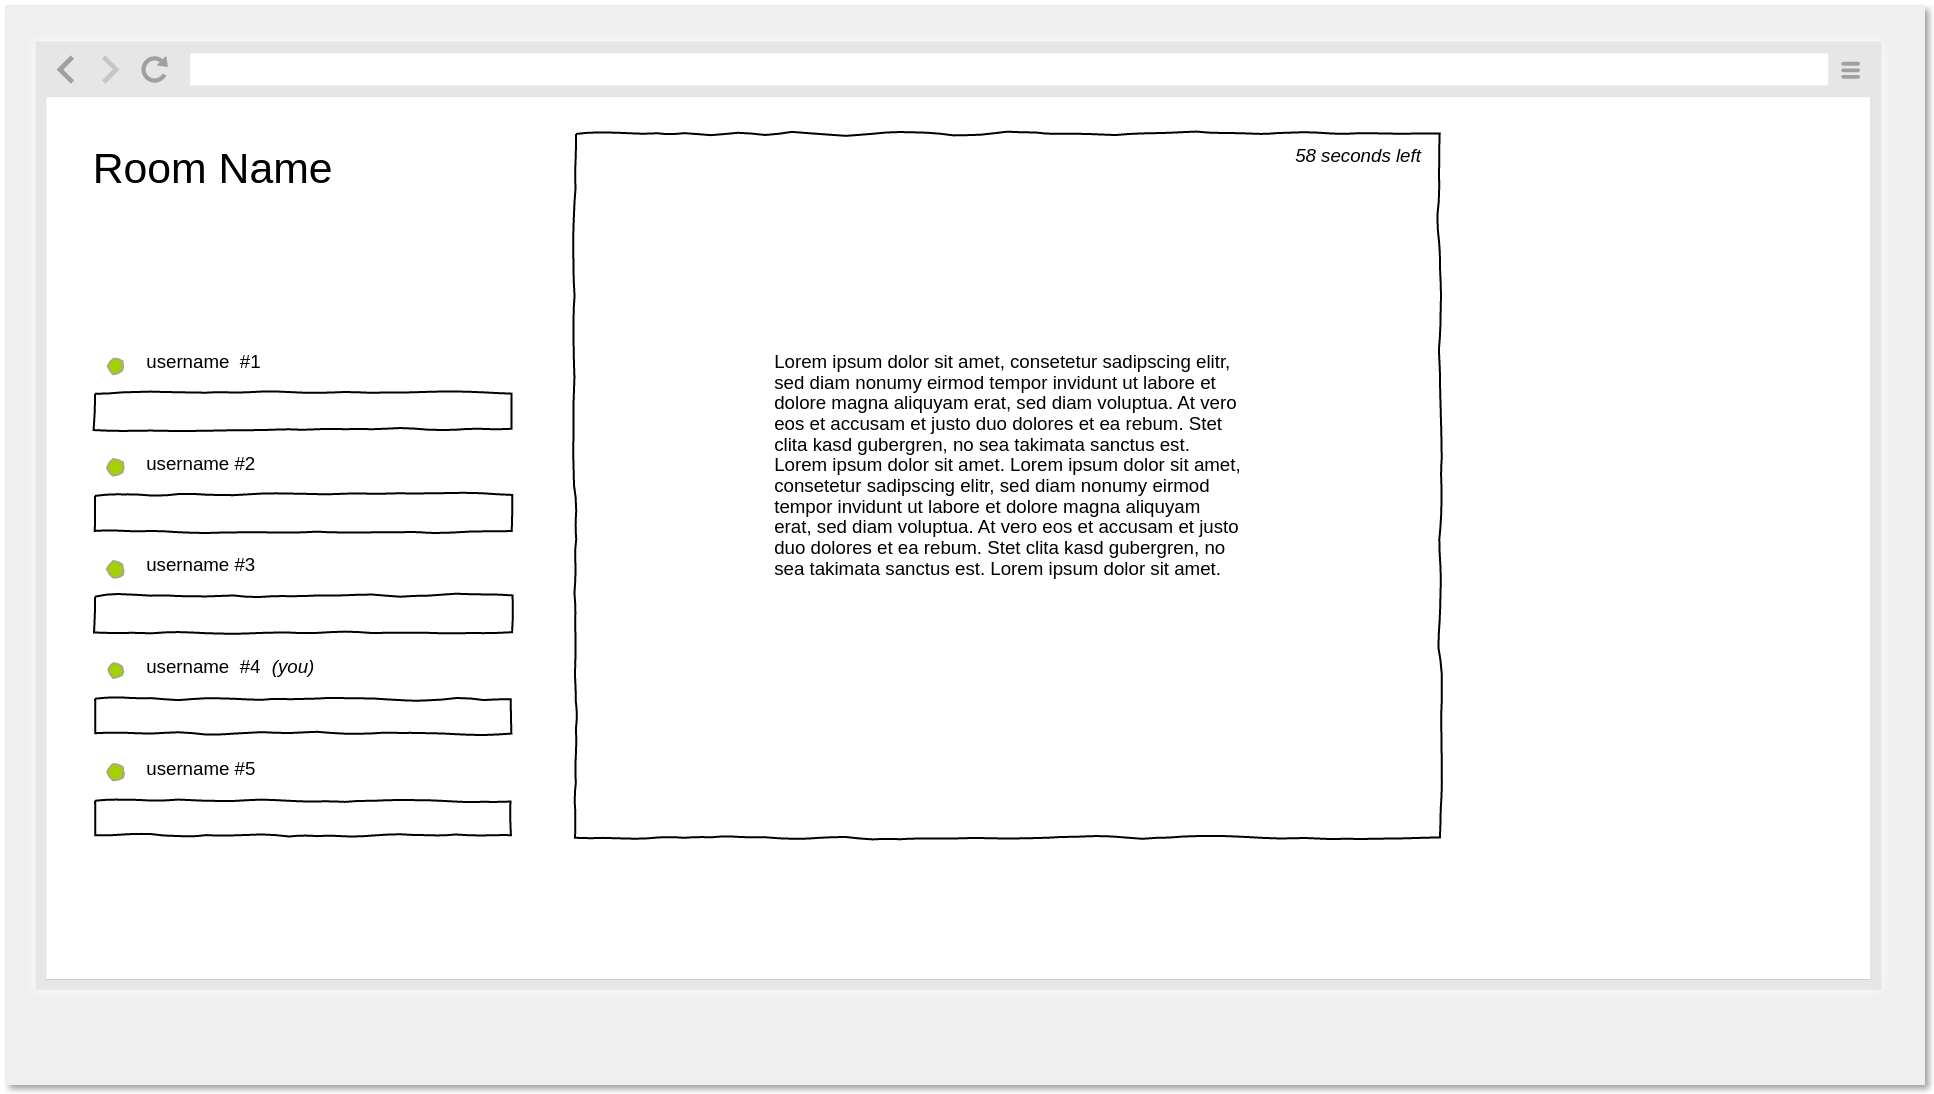 Room Name
58 seconds left
username  #1
username #2
username #3
username  #4  (you)
username #5
Lorem ipsum dolor sit amet, consetetur sadipscing elitr,
sed diam nonumy eirmod tempor invidunt ut labore et
dolore magna aliquyam erat, sed diam voluptua. At vero
eos et accusam et justo duo dolores et ea rebum. Stet
clita kasd gubergren, no sea takimata sanctus est.
Lorem ipsum dolor sit amet. Lorem ipsum dolor sit amet,
consetetur sadipscing elitr, sed diam nonumy eirmod
tempor invidunt ut labore et dolore magna aliquyam
erat, sed diam voluptua. At vero eos et accusam et justo
duo dolores et ea rebum. Stet clita kasd gubergren, no
sea takimata sanctus est. Lorem ipsum dolor sit amet.